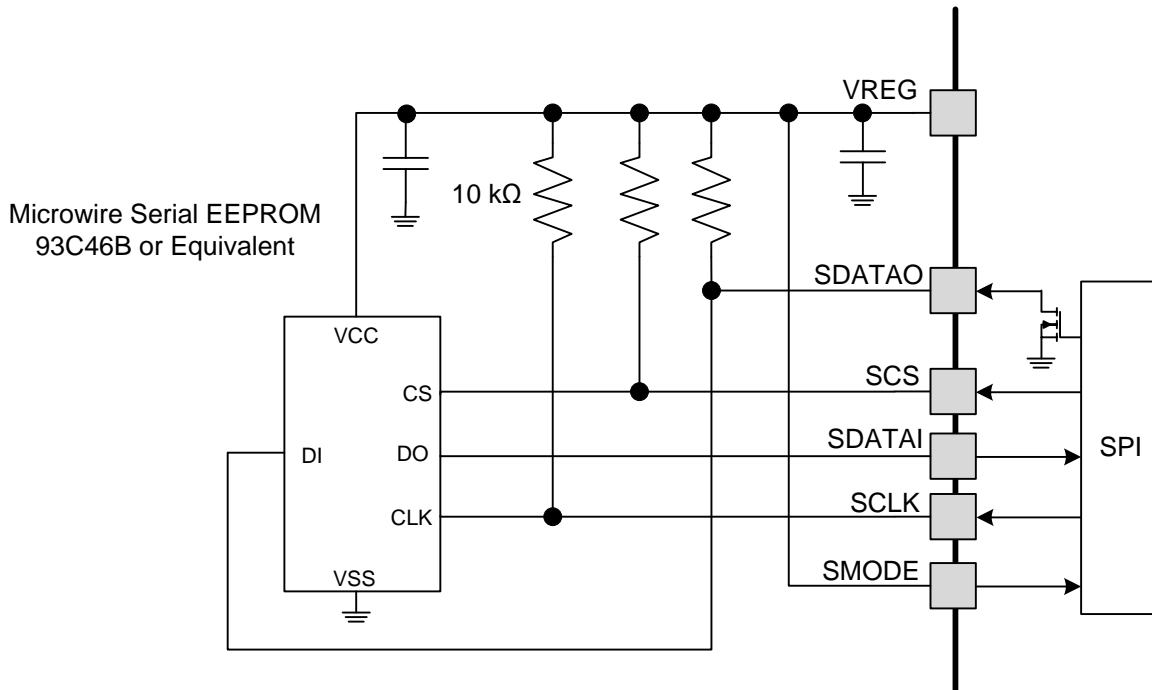 VREG
10 kΩ
Microwire Serial EEPROM
93C46B or Equivalent
SDATAO
VCC
SCS
CS
SDATAI
DI
DO
SPI
SCLK
CLK
SMODE
VSS